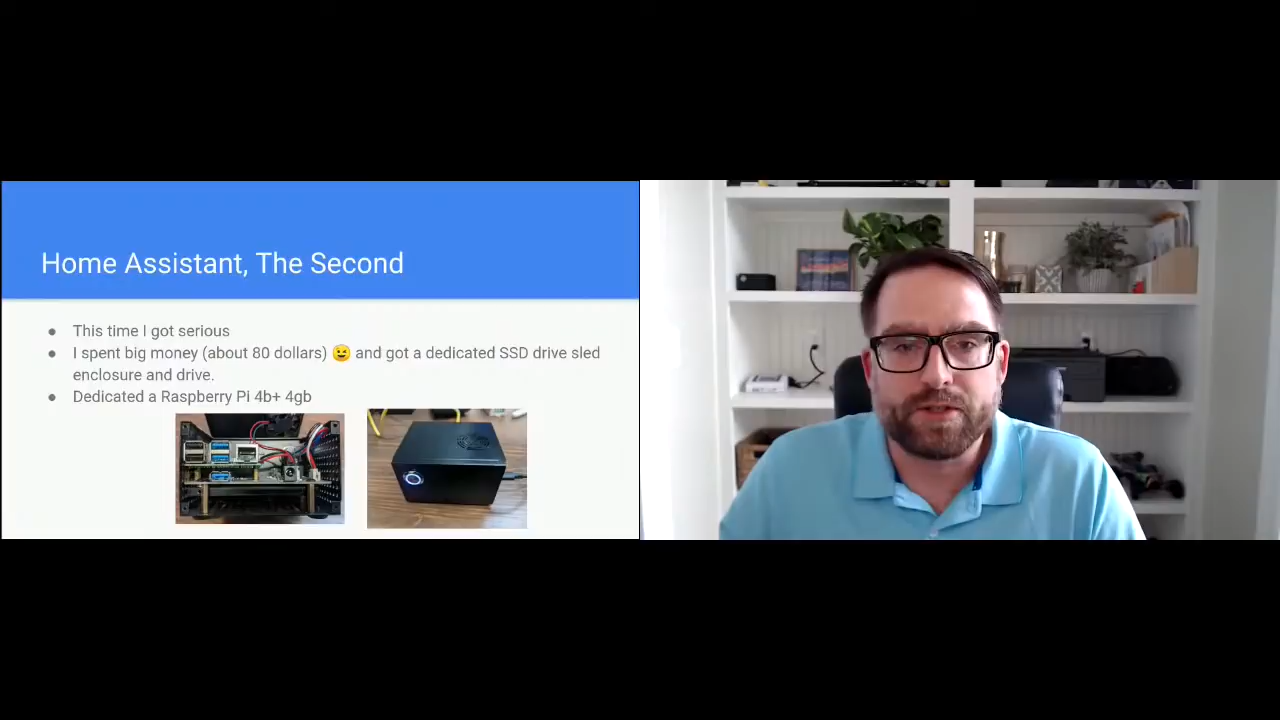 Home Assistant, The Second
● This time I got serious
● I spent big money (about 80 dollars) 😉 and got a dedicated SSD drive sled
enclosure and drive.
● Dedicated a Raspberry Pi 4b+ 4gb